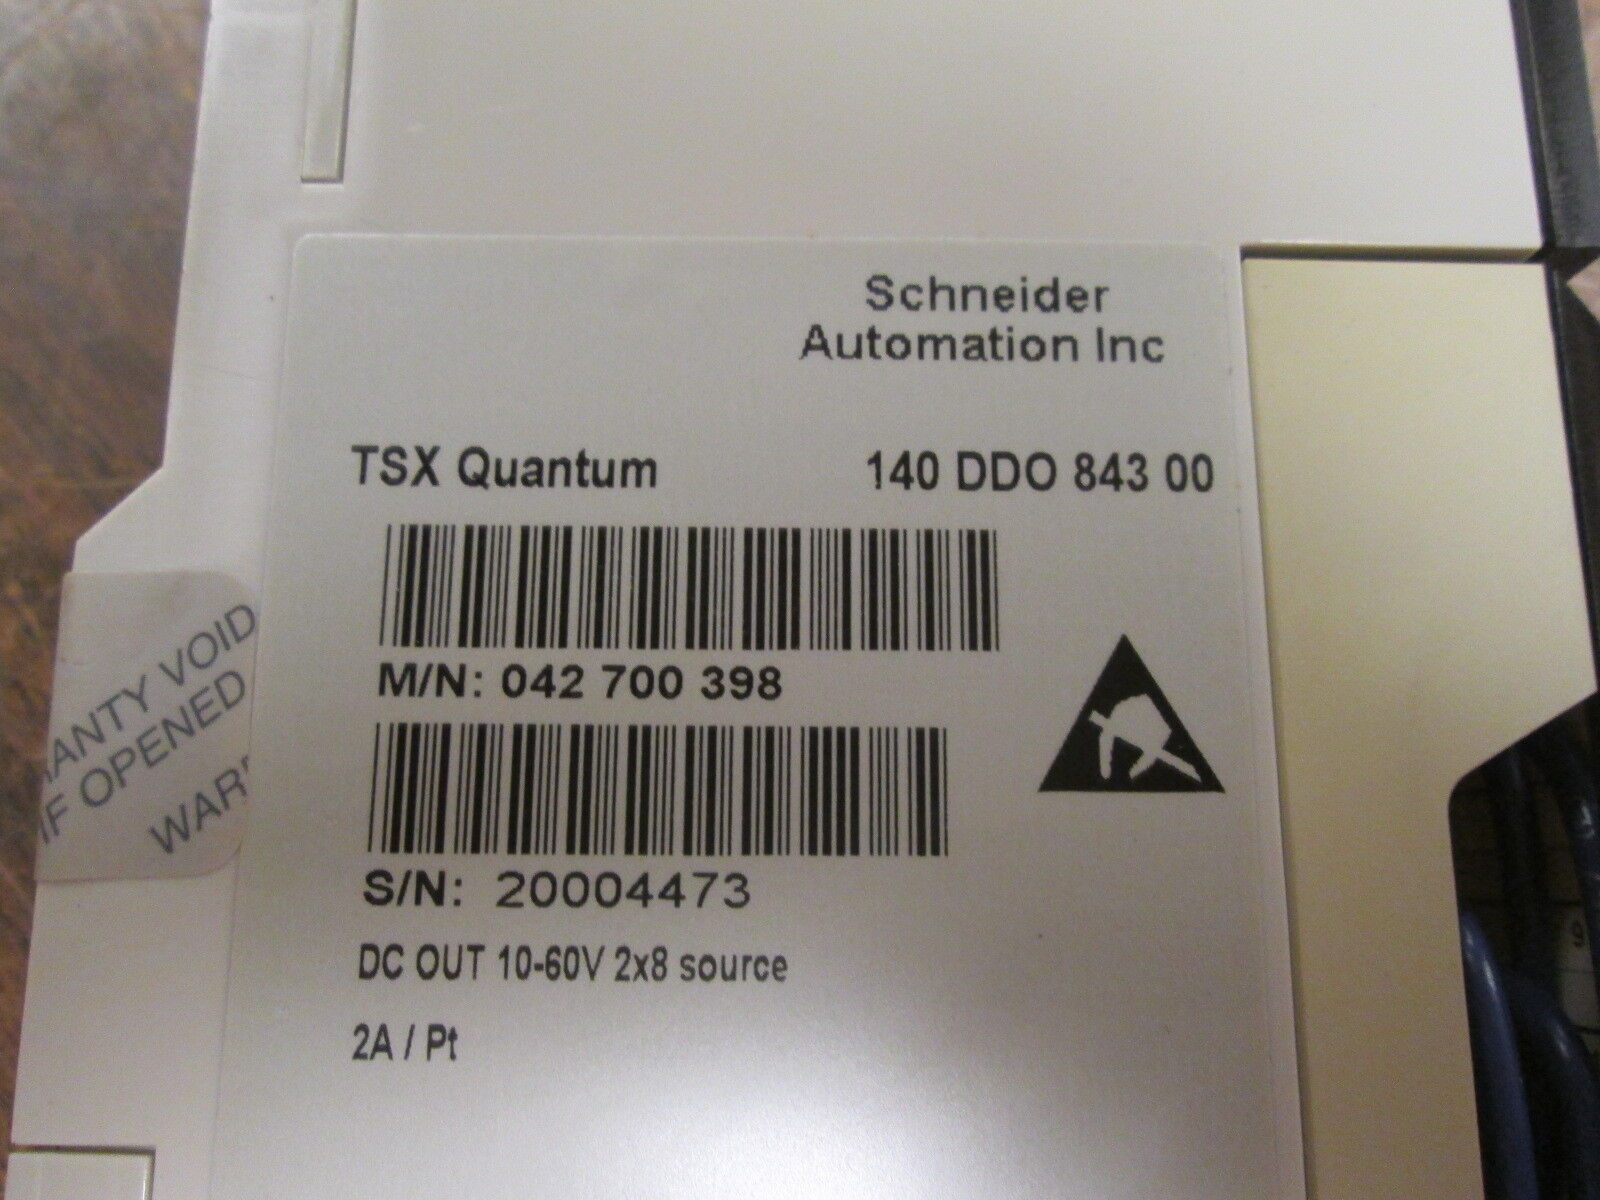 Schneider
Automation Inc
TSX Quantum 140 DDO 843 00
M/N: 042 700 398
S/N: 20004473
DC OUT 10-60V 2x8 source
2A / Pt
VOID
IF OPENED